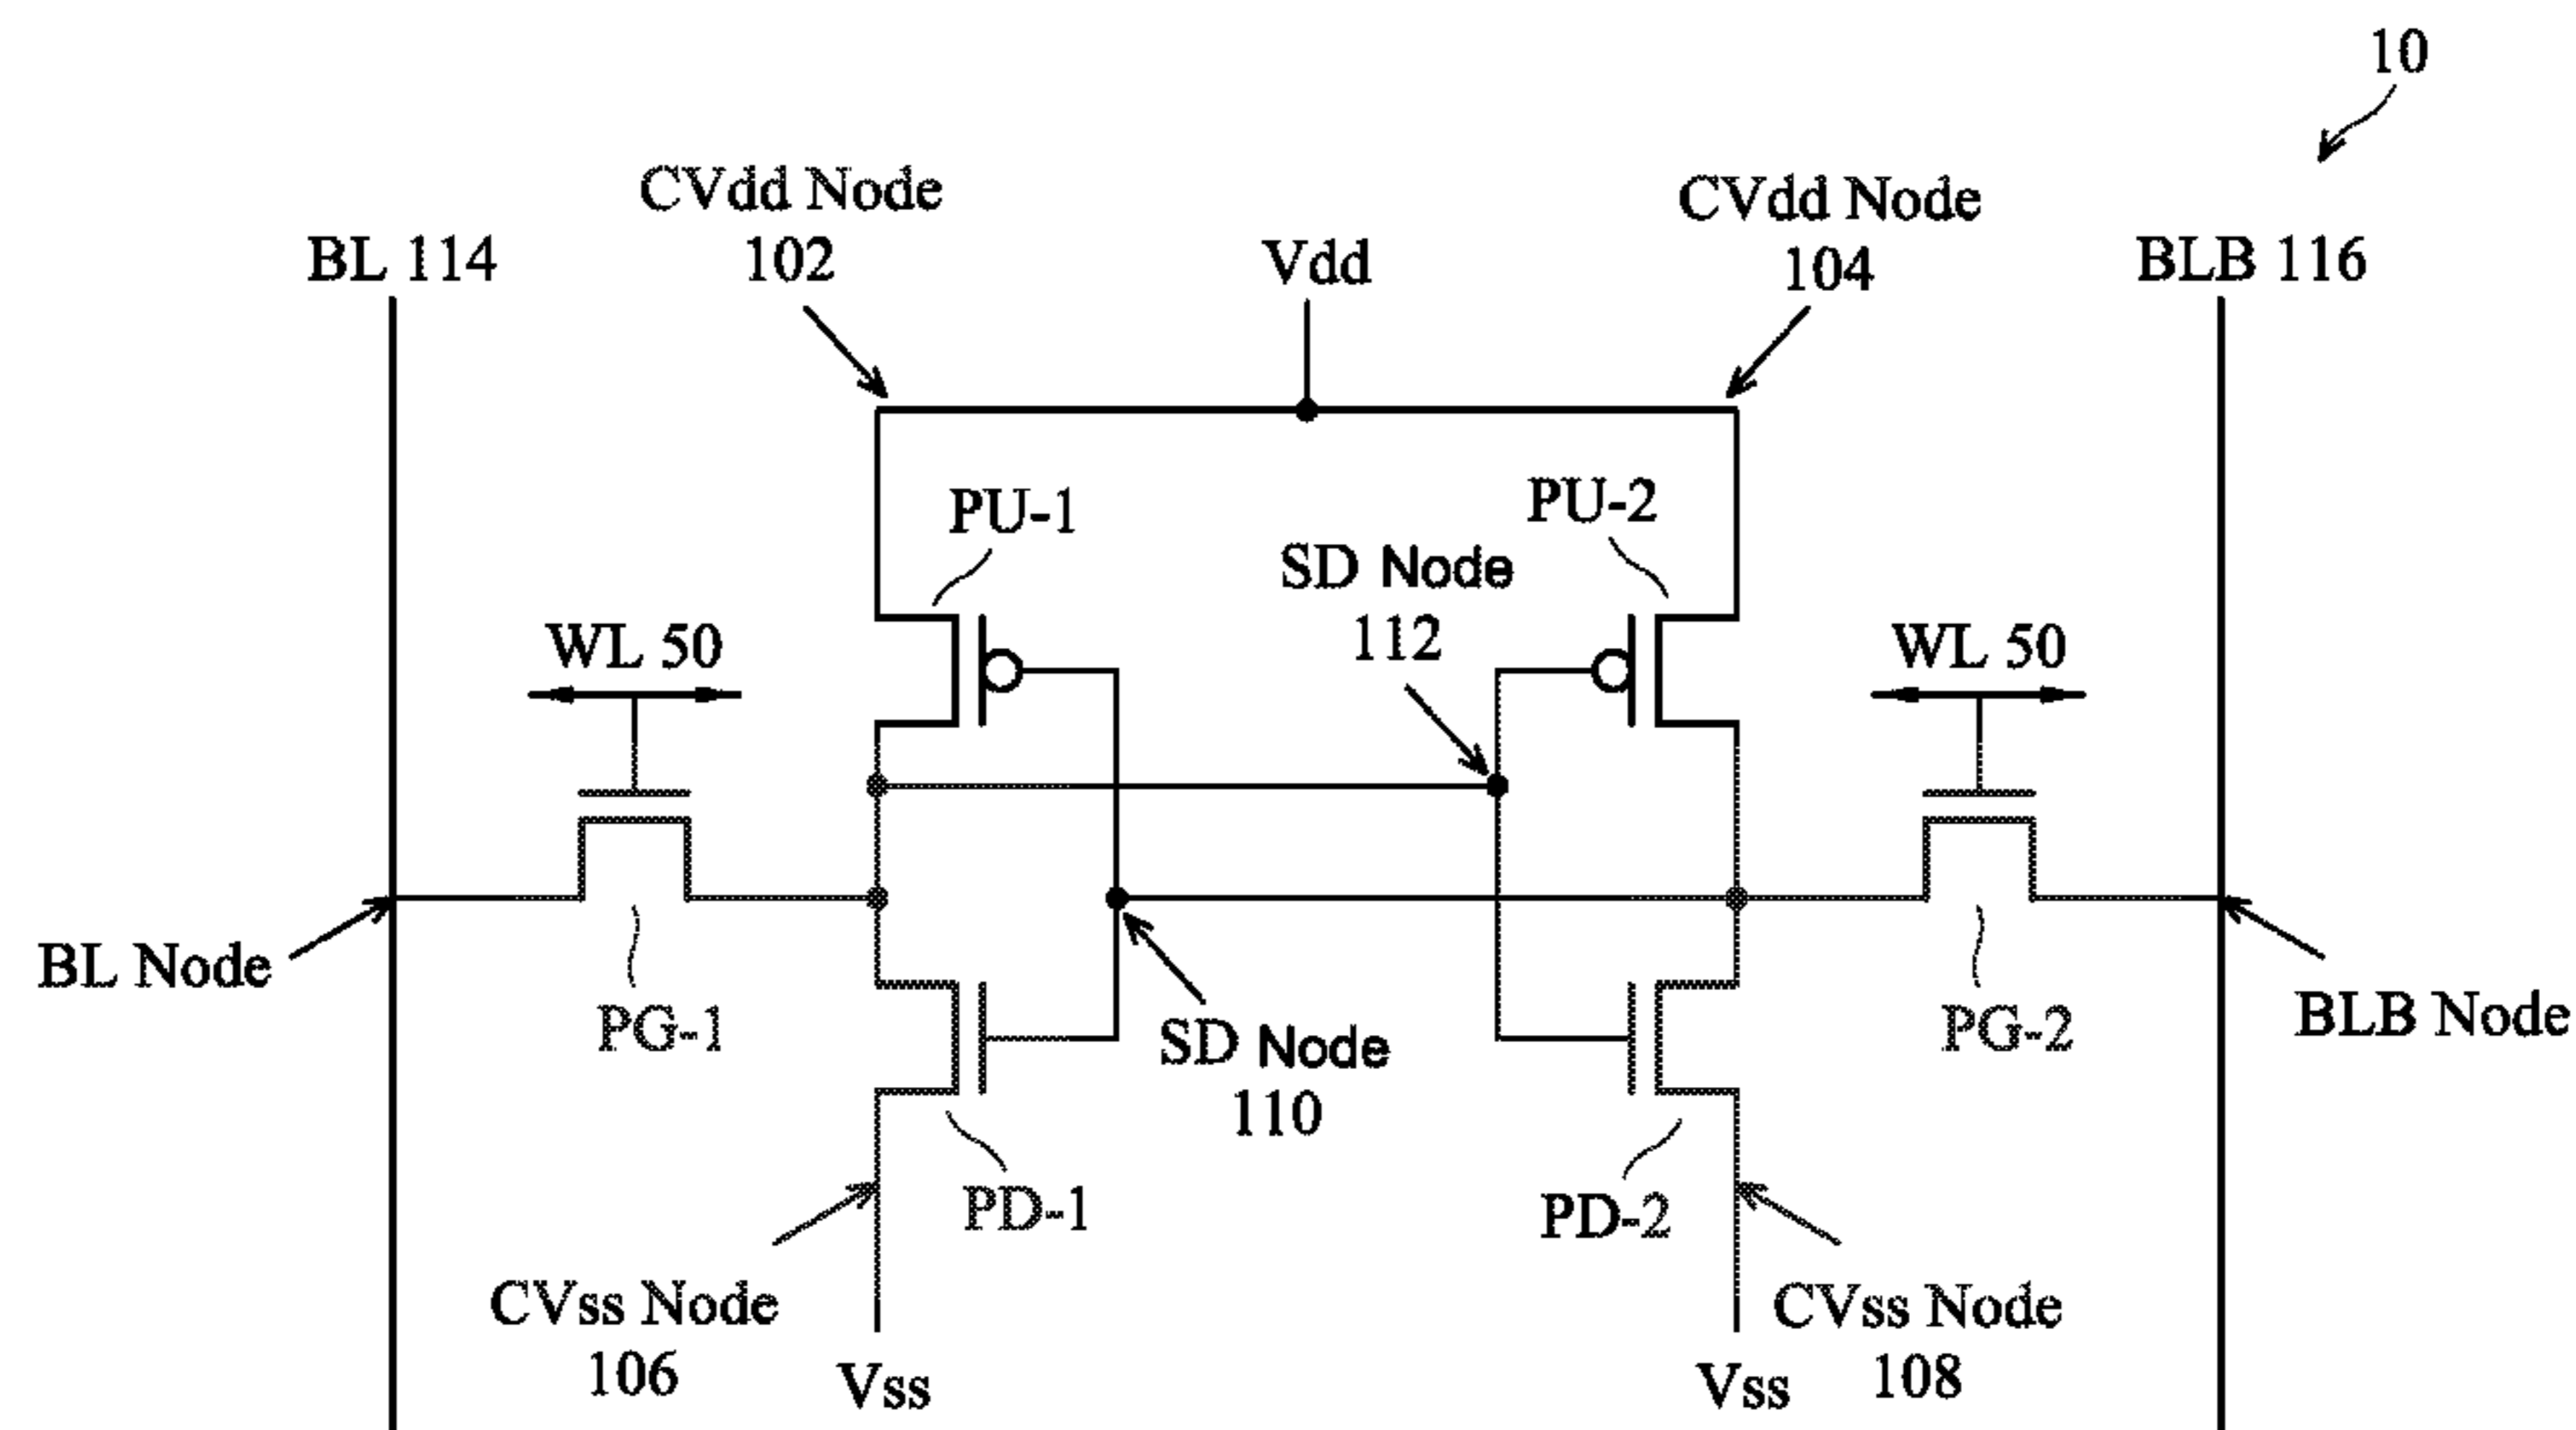 10
CVdd Node
102
CVdd Node
104
BL 114
Vdd
BLB 116
PU-1
PU-2
SD Node
112
WL 50
WL 50
BL Node
PG-1
SD Node
110
PG-2
BLB Node
PD-1
PD-2
CVss Node
106
CVss Node
108
Vss
Vss